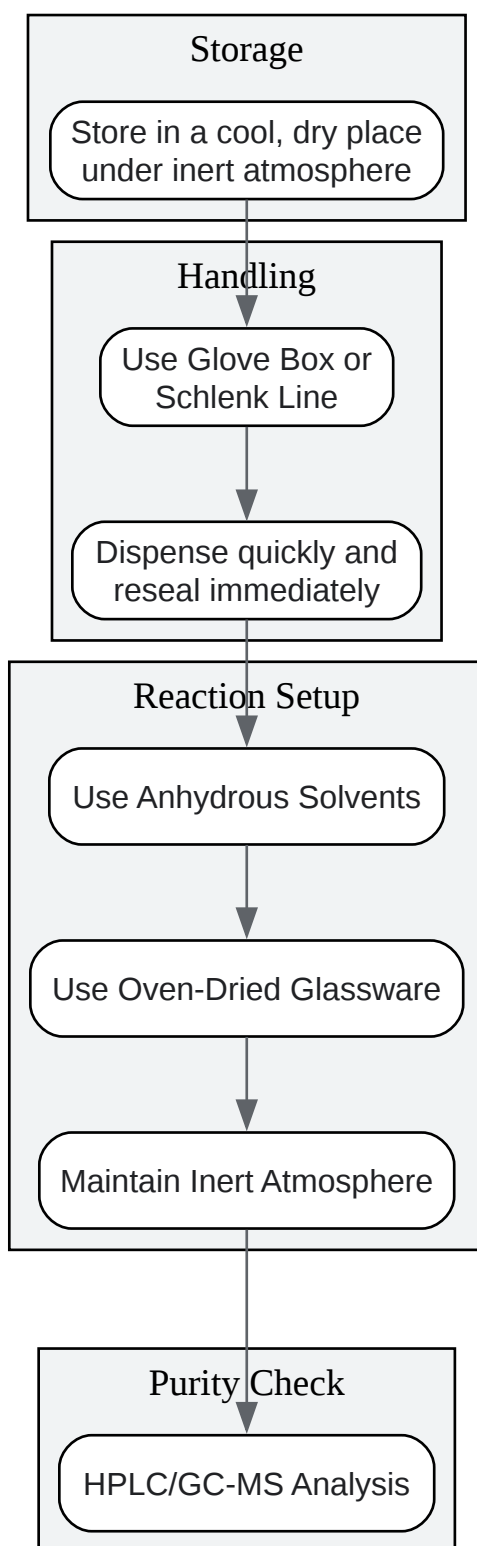 Storage
Store in a cool, dry place
under inert atmosphere
Handling
Use Glove Box or
Schlenk Line
Dispense quickly and
reseal immediately
Reaction Setup
Use Anhydrous Solvents
Use Oven-Dried Glassware
Maintain Inert Atmosphere
Purity Check
HPLC/GC-MS Analysis